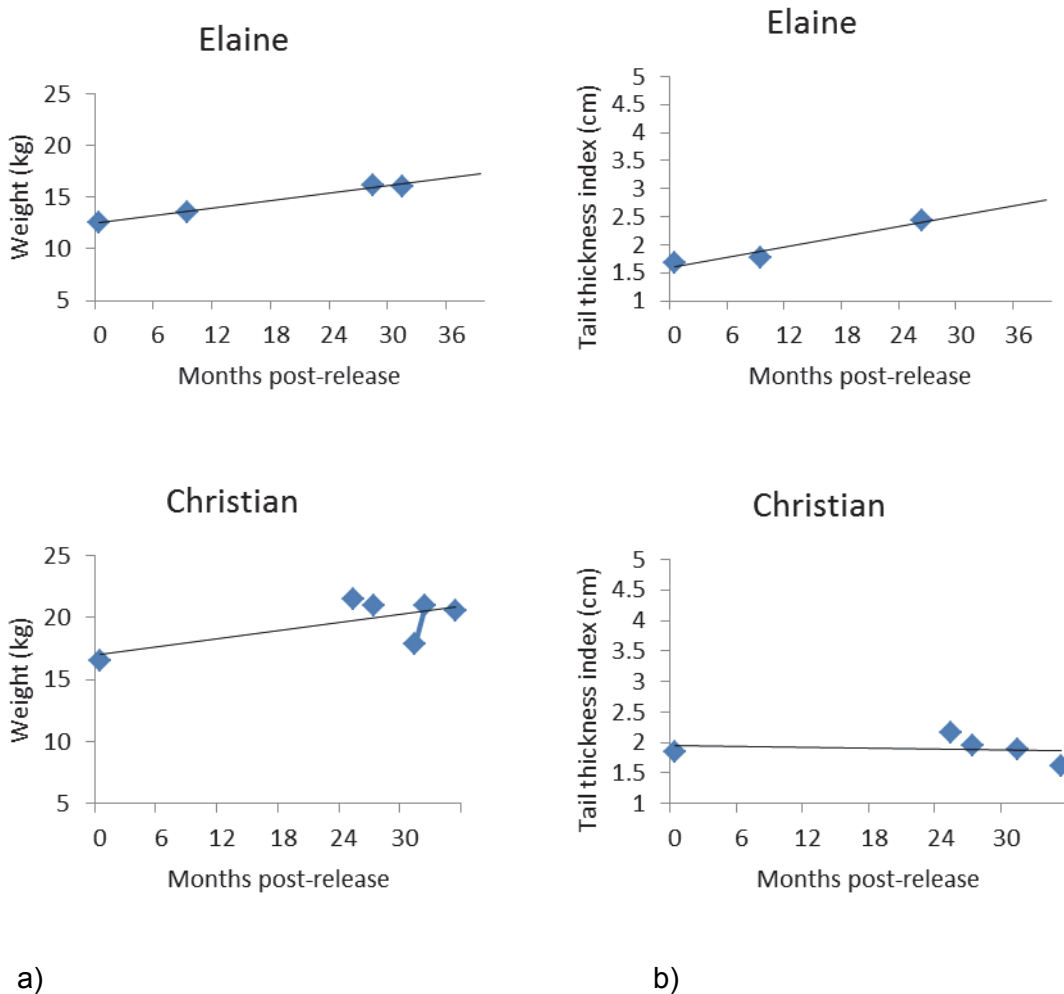 Elaine
25
20
15
10
5
Weight (kg)
0 6 12 18 24 30 36
Months post-release
Elaine
5
4.5
4
3.5
3
2.5
2
1.5
1
Tail thickness index (cm)
0 6 12 18 24 30 36
Months post-release
Christian
25
20
15
10
5
Weight (kg)
0 6 12 18 24 30
Months post-release
Christian
5
4.5
4
3.5
3
2.5
2
1.5
1
Tail thickness index (cm)
0 6 12 18 24 30
Months post-release
a)
b)